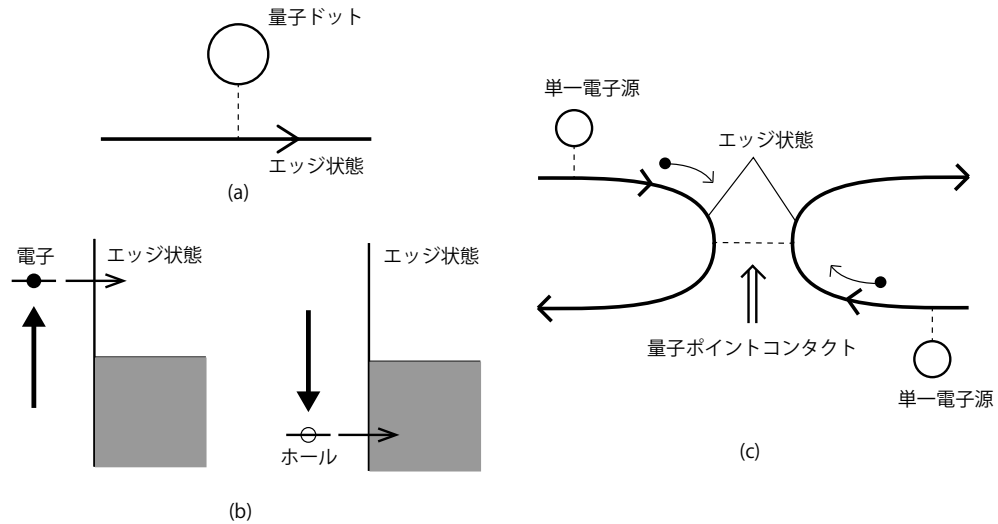 量子ドット
エッジ状態
(a)
電子
エッジ状態
エッジ状態
ホール
(b)
単一電子源
エッジ状態
量子ポイントコンタクト
単一電子源
(c)